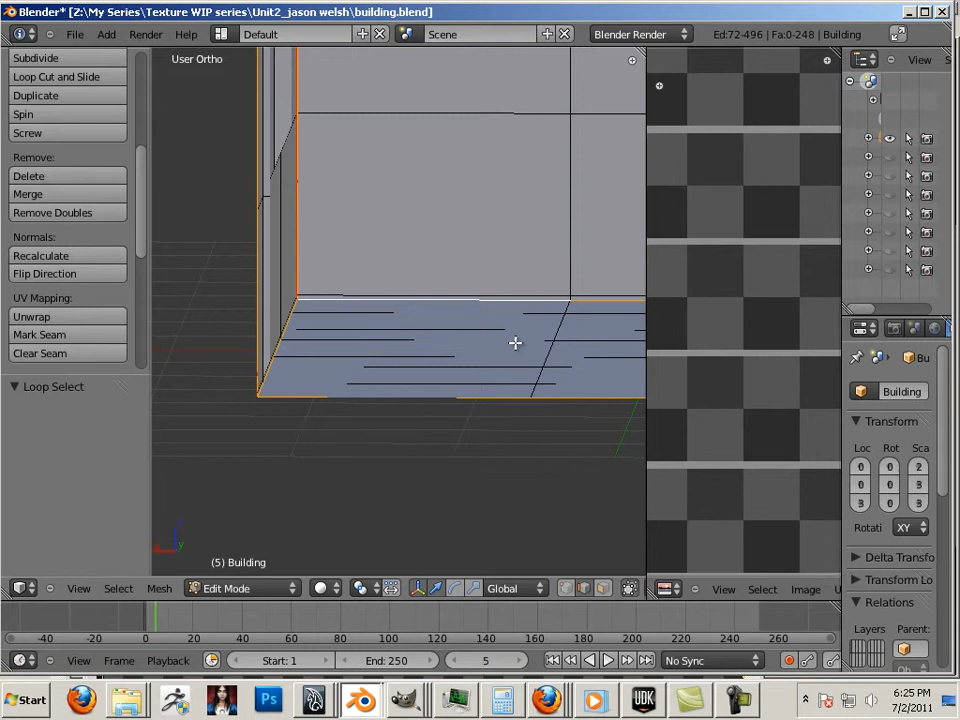 Blender* [Z:\My Series\Texture WIP series\Unit2_jason welsh\building.blend]
File Add Render Help Default Scene Blender Render Ed:72-496 | Fa:0-248 | Building
Subdivide
Loop Cut and Slide
Duplicate
Spin
Screw
Remove:
Delete
Merge
Remove Doubles
Normals:
Recalculate
Flip Direction
UV Mapping:
Unwrap
Mark Seam
Clear Seam
Loop Select
User Ortho
(5) Building
View Select Mesh Edit Mode Global
View Select Image
View
Bu
Building
Transform
Loc Rot Sca
0 0 2
0 0 3
3 0 3
Rotati XY
Delta Transfo
Transform Lo
Relations
Layers Parent:
-40 -20 0 20 40 60 80 100 120 140 160 180 200 220 240 260
View Frame Playback Start: 1 End: 250 5 No Sync
Start Ps UDK 6:25 PM
7/2/2011